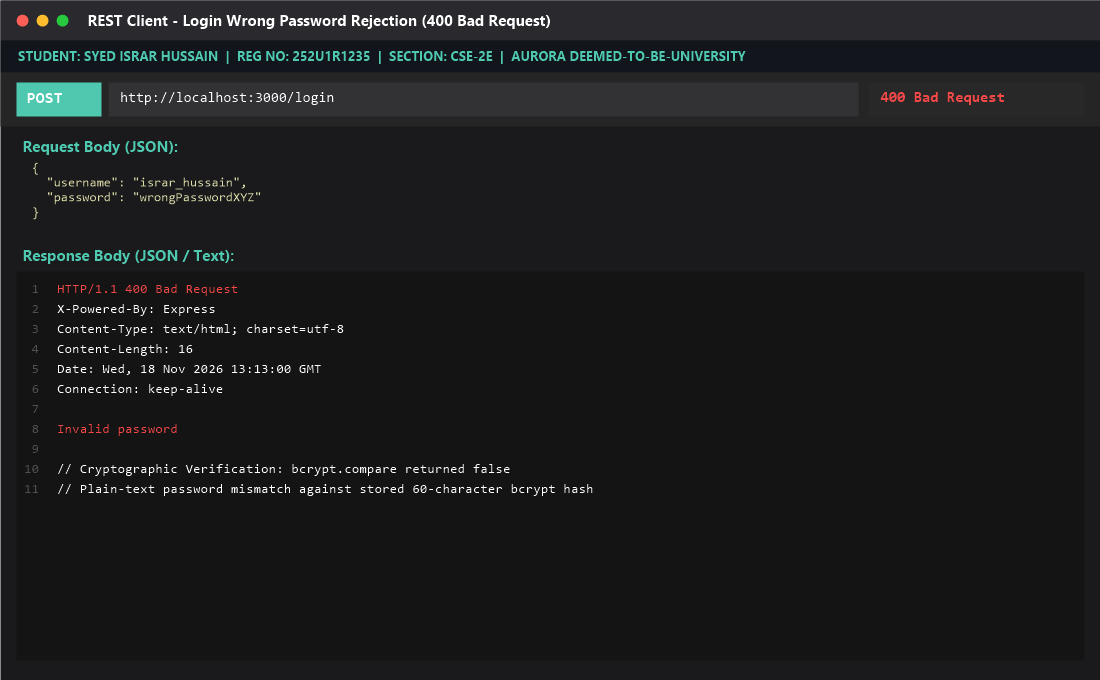 REST Client - Login Wrong Password Rejection (400 Bad Request)
STUDENT: SYED ISRAR HUSSAIN | REG NO: 252U1R1235 | SECTION: CSE-2E | AURORA DEEMED-TO-BE-UNIVERSITY
POST http://localhost:3000/login 400 Bad Request
Request Body (JSON):
{
"username": "israr_hussain",
"password": "wrongPasswordXYZ"
}
Response Body (JSON / Text):
1 HTTP/1.1 400 Bad Request
2 X-Powered-By: Express
3 Content-Type: text/html; charset=utf-8
4 Content-Length: 16
5 Date: Wed, 18 Nov 2026 13:13:00 GMT
6 Connection: keep-alive
7
8 Invalid password
9
10 // Cryptographic Verification: bcrypt.compare returned false
11 // Plain-text password mismatch against stored 60-character bcrypt hash